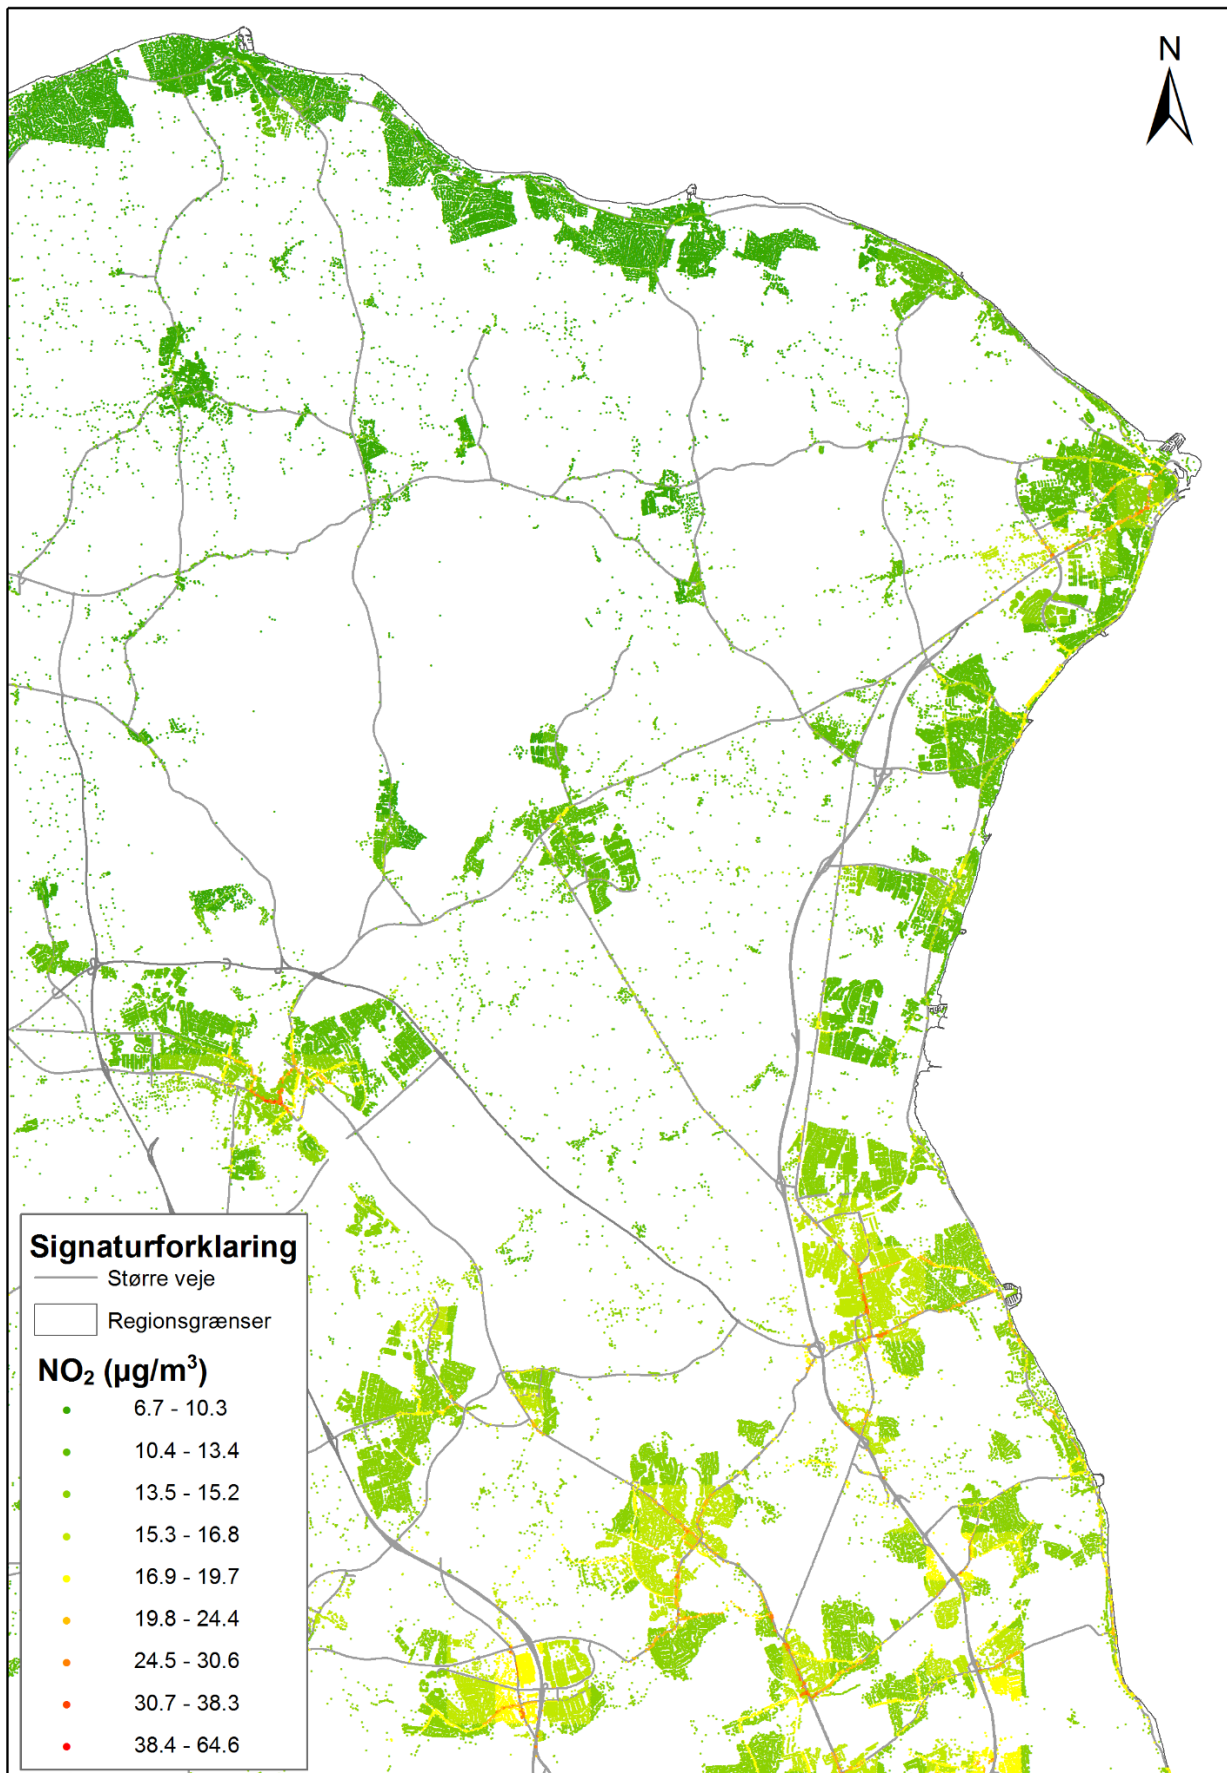 N
Signaturforklaring
Større veje
Regionsgrænser
NO₂ (µg/m³)
6.7 - 10.3
10.4 - 13.4
13.5 - 15.2
15.3 - 16.8
16.9 - 19.7
19.8 - 24.4
24.5 - 30.6
30.7 - 38.3
38.4 - 64.6